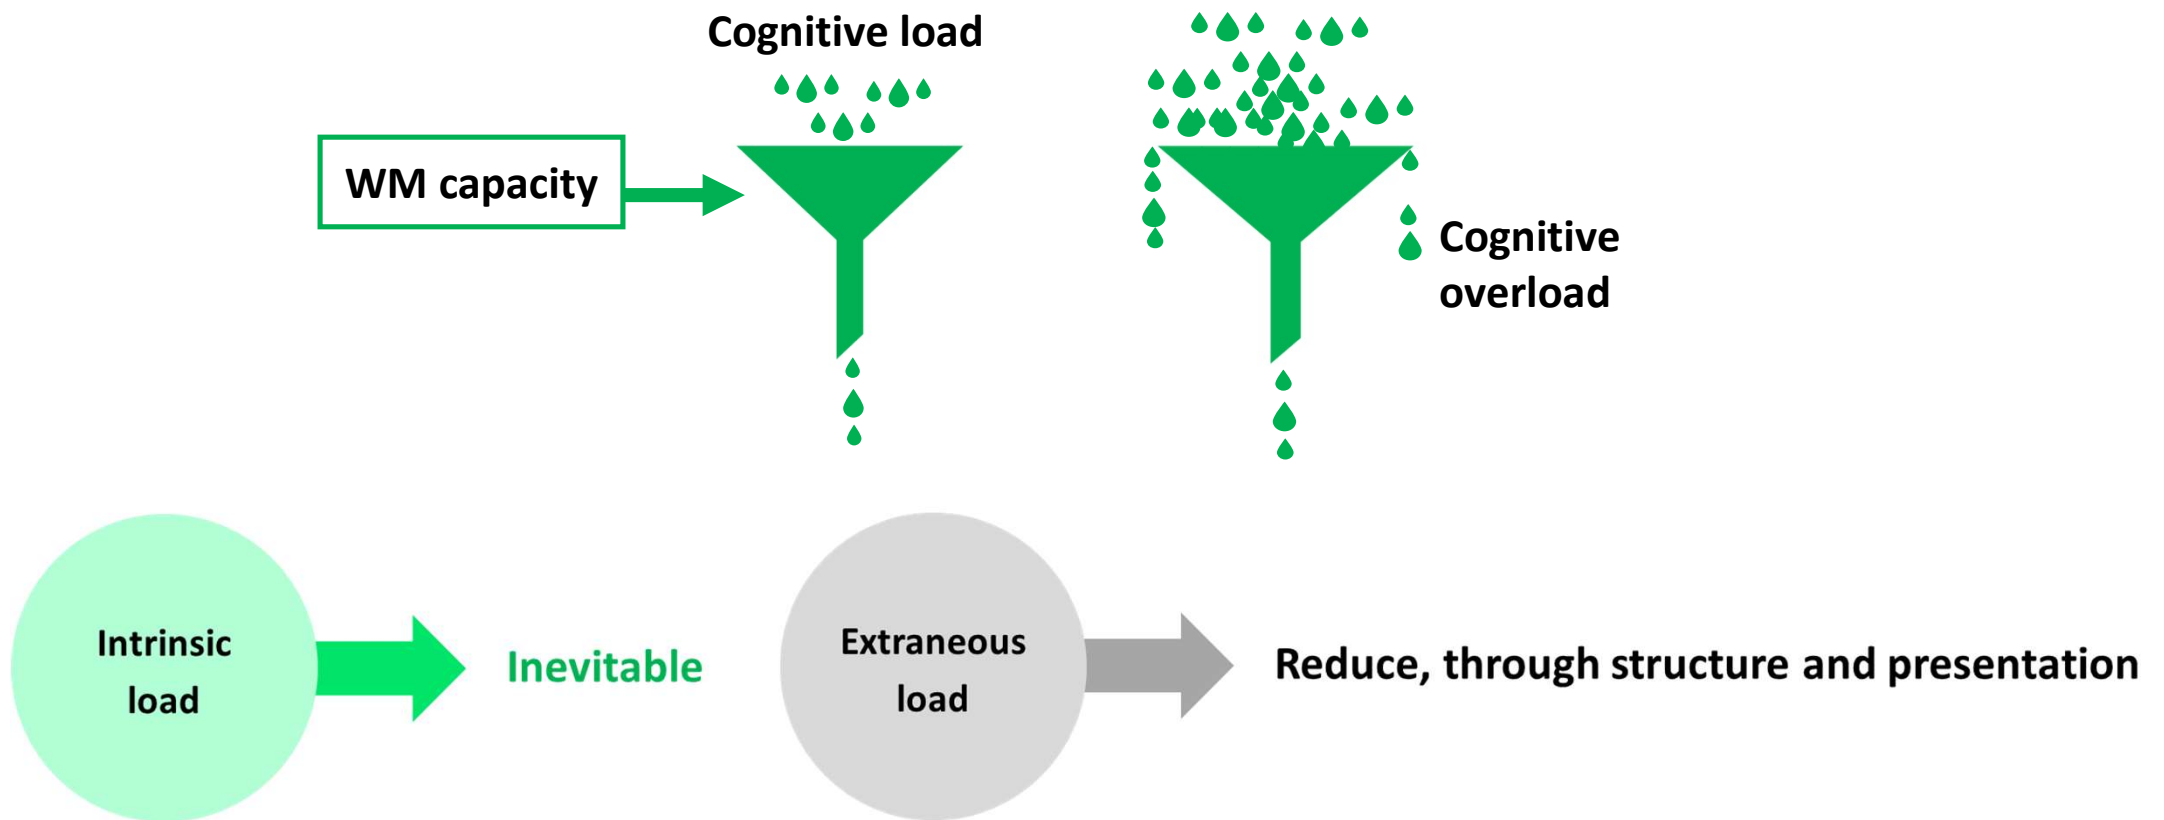 Cognitive load
WM capacity
Cognitive
overload
Intrinsic
load
Inevitable
Extraneous
load
Reduce, through structure and presentation